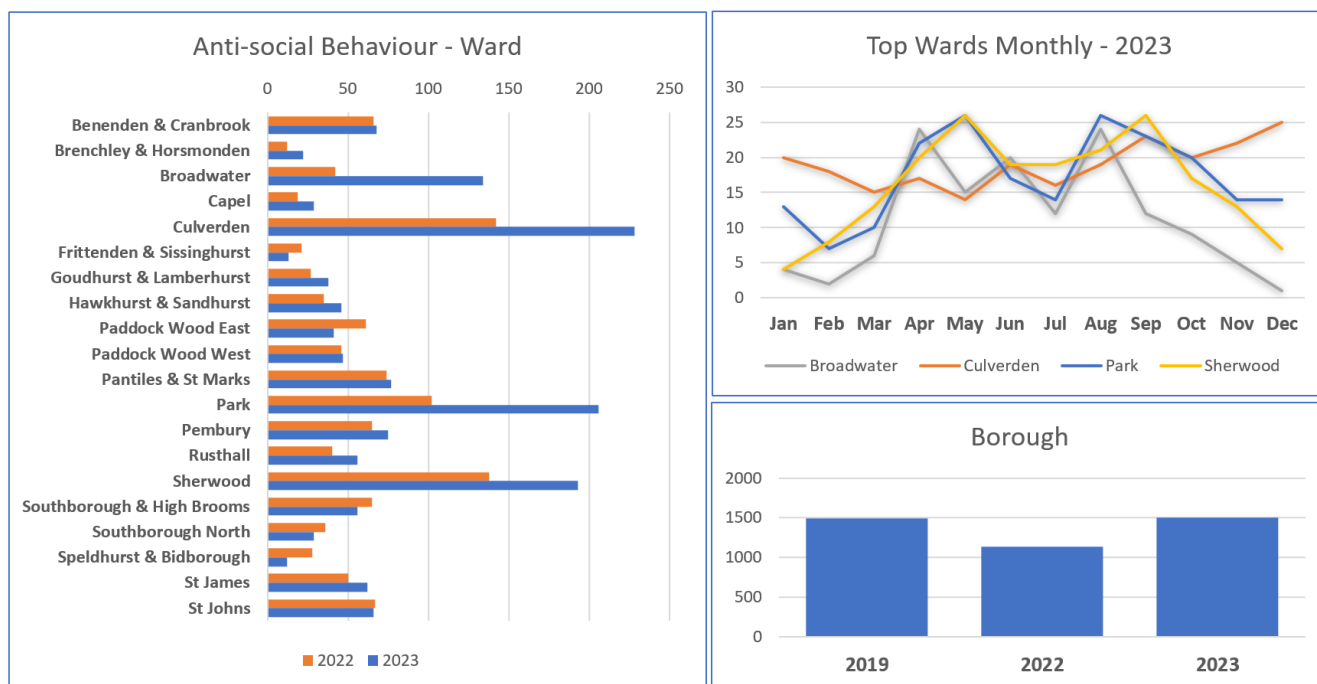 Anti-social Behaviour - Ward
0 50 100 150 200 250
Benenden & Cranbrook
Brenchley & Horsmonden
Broadwater
Capel
Culverden
Frittenden & Sissinghurst
Goudhurst & Lamberhurst
Hawkhurst & Sandhurst
Paddock Wood East
Paddock Wood West
Pantiles & St Marks
Park
Pembury
Rusthall
Sherwood
Southborough & High Brooms
Southborough North
Speldhurst & Bidborough
St James
St Johns
2022 2023
Top Wards Monthly - 2023
30
25
20
15
10
5
0
Jan Feb Mar Apr May Jun Jul Aug Sep Oct Nov Dec
Broadwater Culverden Park Sherwood
Borough
2000
1500
1000
500
0
2019 2022 2023